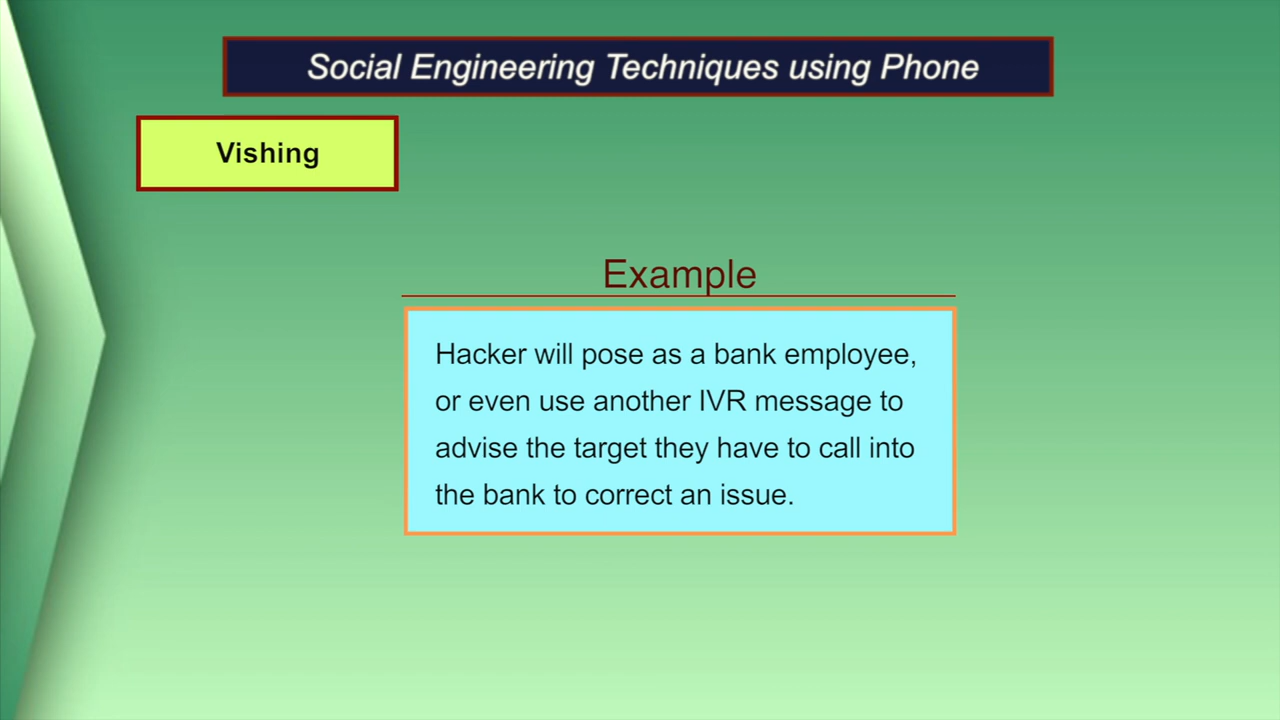 Social Engineering Techniques using Phone
Vishing
Example
Hacker will pose as a bank employee,
or even use another IVR message to
advise the target they have to call into
the bank to correct an issue.